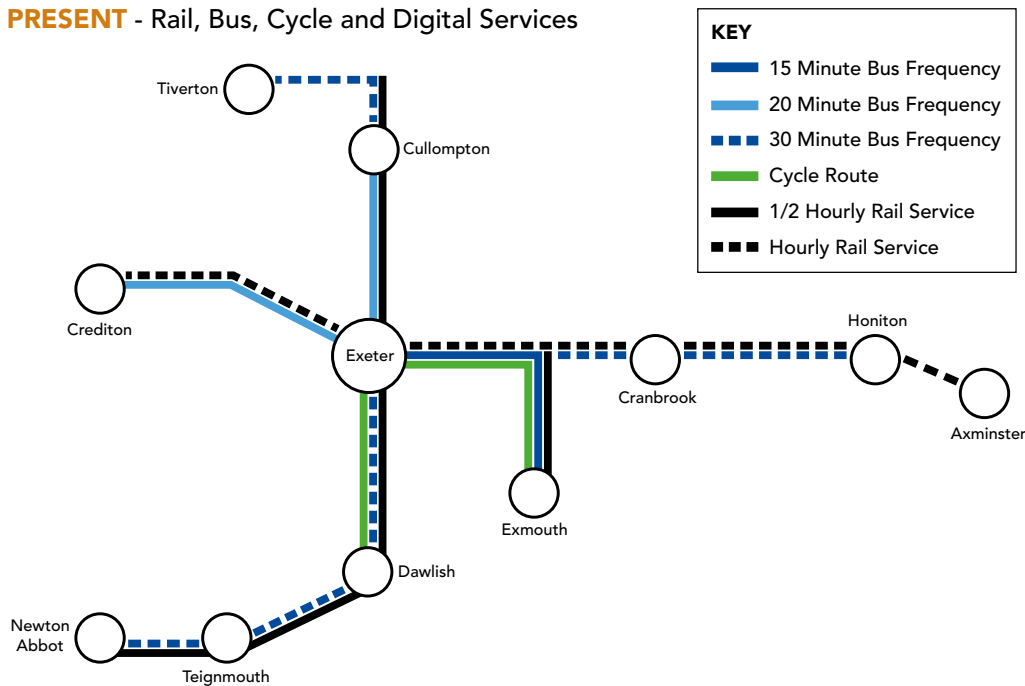 PRESENT - Rail, Bus, Cycle and Digital Services
KEY
15 Minute Bus Frequency
20 Minute Bus Frequency
30 Minute Bus Frequency
Cycle Route
1/2 Hourly Rail Service
Hourly Rail Service
Tiverton
Cullompton
Crediton
Exeter
Honiton
Cranbrook
Axminster
Exmouth
Dawlish
Newton
Abbot
Teignmouth